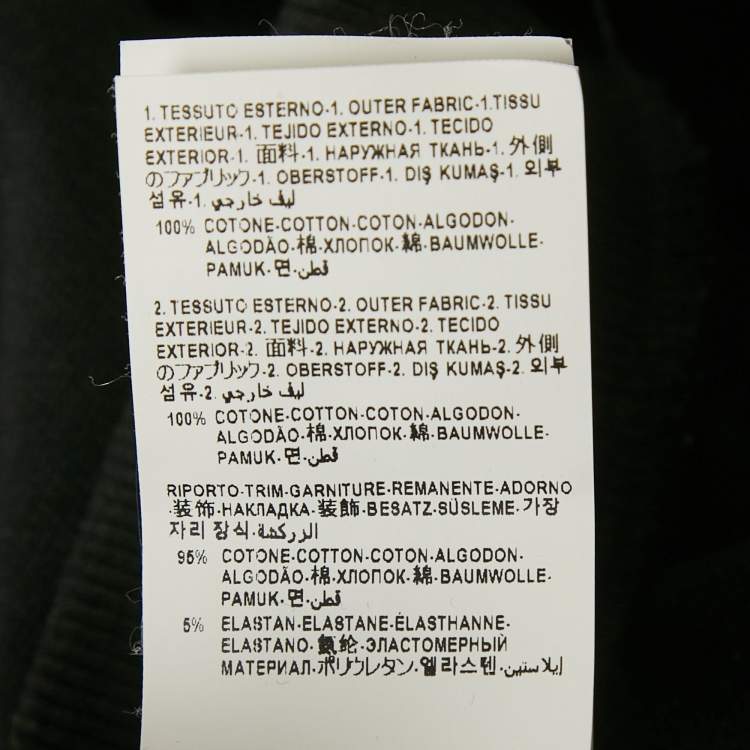 1. TESSUTO ESTERNO-1. OUTER FABRIC-1.TISSU
EXTERIEUR-1. TEJIDO EXTERNO-1. TECIDO
EXTERIOR-1. 面料-1. НАРУЖНАЯ ТКАНЬ-1. 外側
のファブリック-1. OBERSTOFF-1. DIŞ KUMAŞ-1. 외부
섬유-1. ليف خارجي
100% COTONE-COTTON-COTON-ALGODON-
ALGODÃO-棉-ХЛОПОК-綿-BAUMWOLLE-
PAMUK-면-قطن
2. TESSUTO ESTERNO-2. OUTER FABRIC-2. TISSU
EXTERIEUR-2. TEJIDO EXTERNO-2. TECIDO
EXTERIOR-2. 面料-2. НАРУЖНАЯ ТКАНЬ-2. 外側
のファブリック-2. OBERSTOFF-2. DIŞ KUMAŞ-2. 외부
섬유-2. ليف خارجي
100% COTONE-COTTON-COTON-ALGODON-
ALGODÃO-棉-ХЛОПОК-綿-BAUMWOLLE-
PAMUK-면-قطن
RIPORTO-TRIM-GARNITURE-REMANENTE-ADORNO
-装饰-НАКЛАДКА-装飾-BESATZ-SÜSLEME-가장
자리 장식-الزركشة
95% COTONE-COTTON-COTON-ALGODON-
ALGODÃO-棉-ХЛОПОК-綿-BAUMWOLLE-
PAMUK-면-قطن
5% ELASTAN-ELASTANE-ÉLASTHANNE-
ELASTANO-氨纶-ЭЛАСТОМЕРНЫЙ
МАТЕРИАЛ-ポリウレタン-엘라스텐-إيلاستين